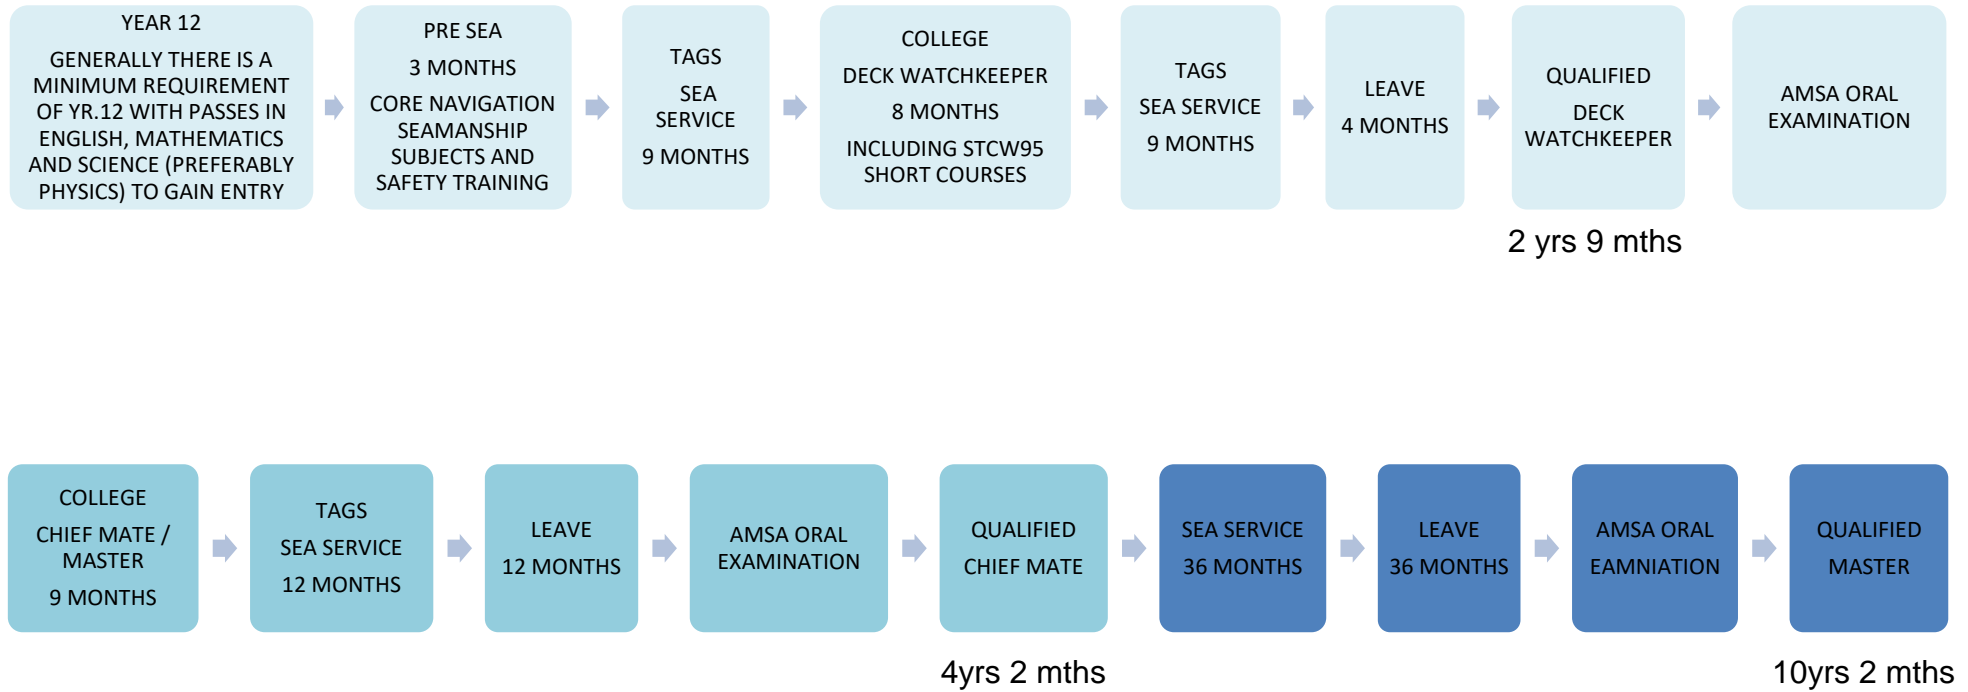 YEAR 12
GENERALLY THERE IS A
MINIMUM REQUIREMENT
OF YR.12 WITH PASSES IN
ENGLISH, MATHEMATICS
AND SCIENCE (PREFERABLY
PHYSICS) TO GAIN ENTRY
PRE SEA
3 MONTHS
CORE NAVIGATION
SEAMANSHIP
SUBJECTS AND
SAFETY TRAINING
TAGS
SEA
SERVICE
9 MONTHS
COLLEGE
DECK WATCHKEEPER
8 MONTHS
INCLUDING STCW95
SHORT COURSES
TAGS
SEA SERVICE
9 MONTHS
LEAVE
4 MONTHS
QUALIFIED
DECK
WATCHKEEPER
AMSA ORAL
EXAMINATION
2 yrs 9 mths
COLLEGE
CHIEF MATE /
MASTER
9 MONTHS
TAGS
SEA SERVICE
12 MONTHS
LEAVE
12 MONTHS
AMSA ORAL
EXAMINATION
QUALIFIED
CHIEF MATE
SEA SERVICE
36 MONTHS
LEAVE
36 MONTHS
AMSA ORAL
EAMNIATION
QUALIFIED
MASTER
4yrs 2 mths
10yrs 2 mths